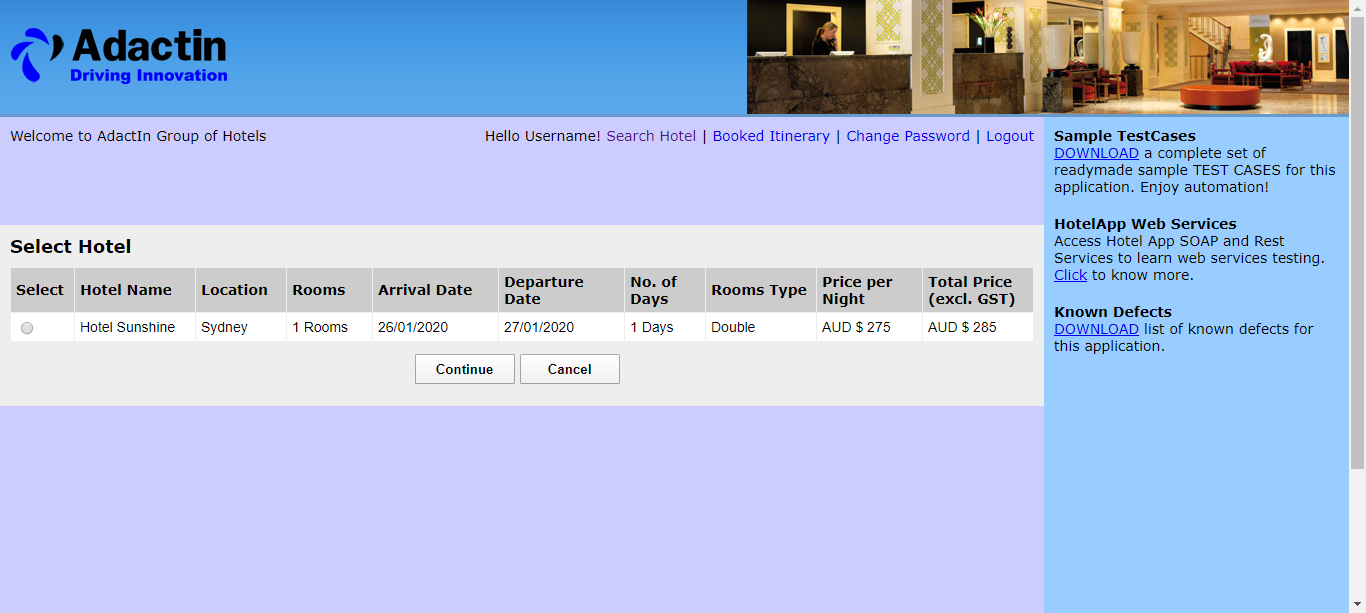 Adactin
Driving Innovation
Welcome to AdactIn Group of Hotels
Hello Username! Search Hotel | Booked Itinerary | Change Password | Logout
Select Hotel
Select Hotel Name Location Rooms Arrival Date Departure Date No. of Days Rooms Type Price per Night Total Price (excl. GST)
Hotel Sunshine Sydney 1 Rooms 26/01/2020 27/01/2020 1 Days Double AUD $ 275 AUD $ 285
Continue Cancel
Sample TestCases
DOWNLOAD a complete set of
readymade sample TEST CASES for this
application. Enjoy automation!
HotelApp Web Services
Access Hotel App SOAP and Rest
Services to learn web services testing.
Click to know more.
Known Defects
DOWNLOAD list of known defects for
this application.